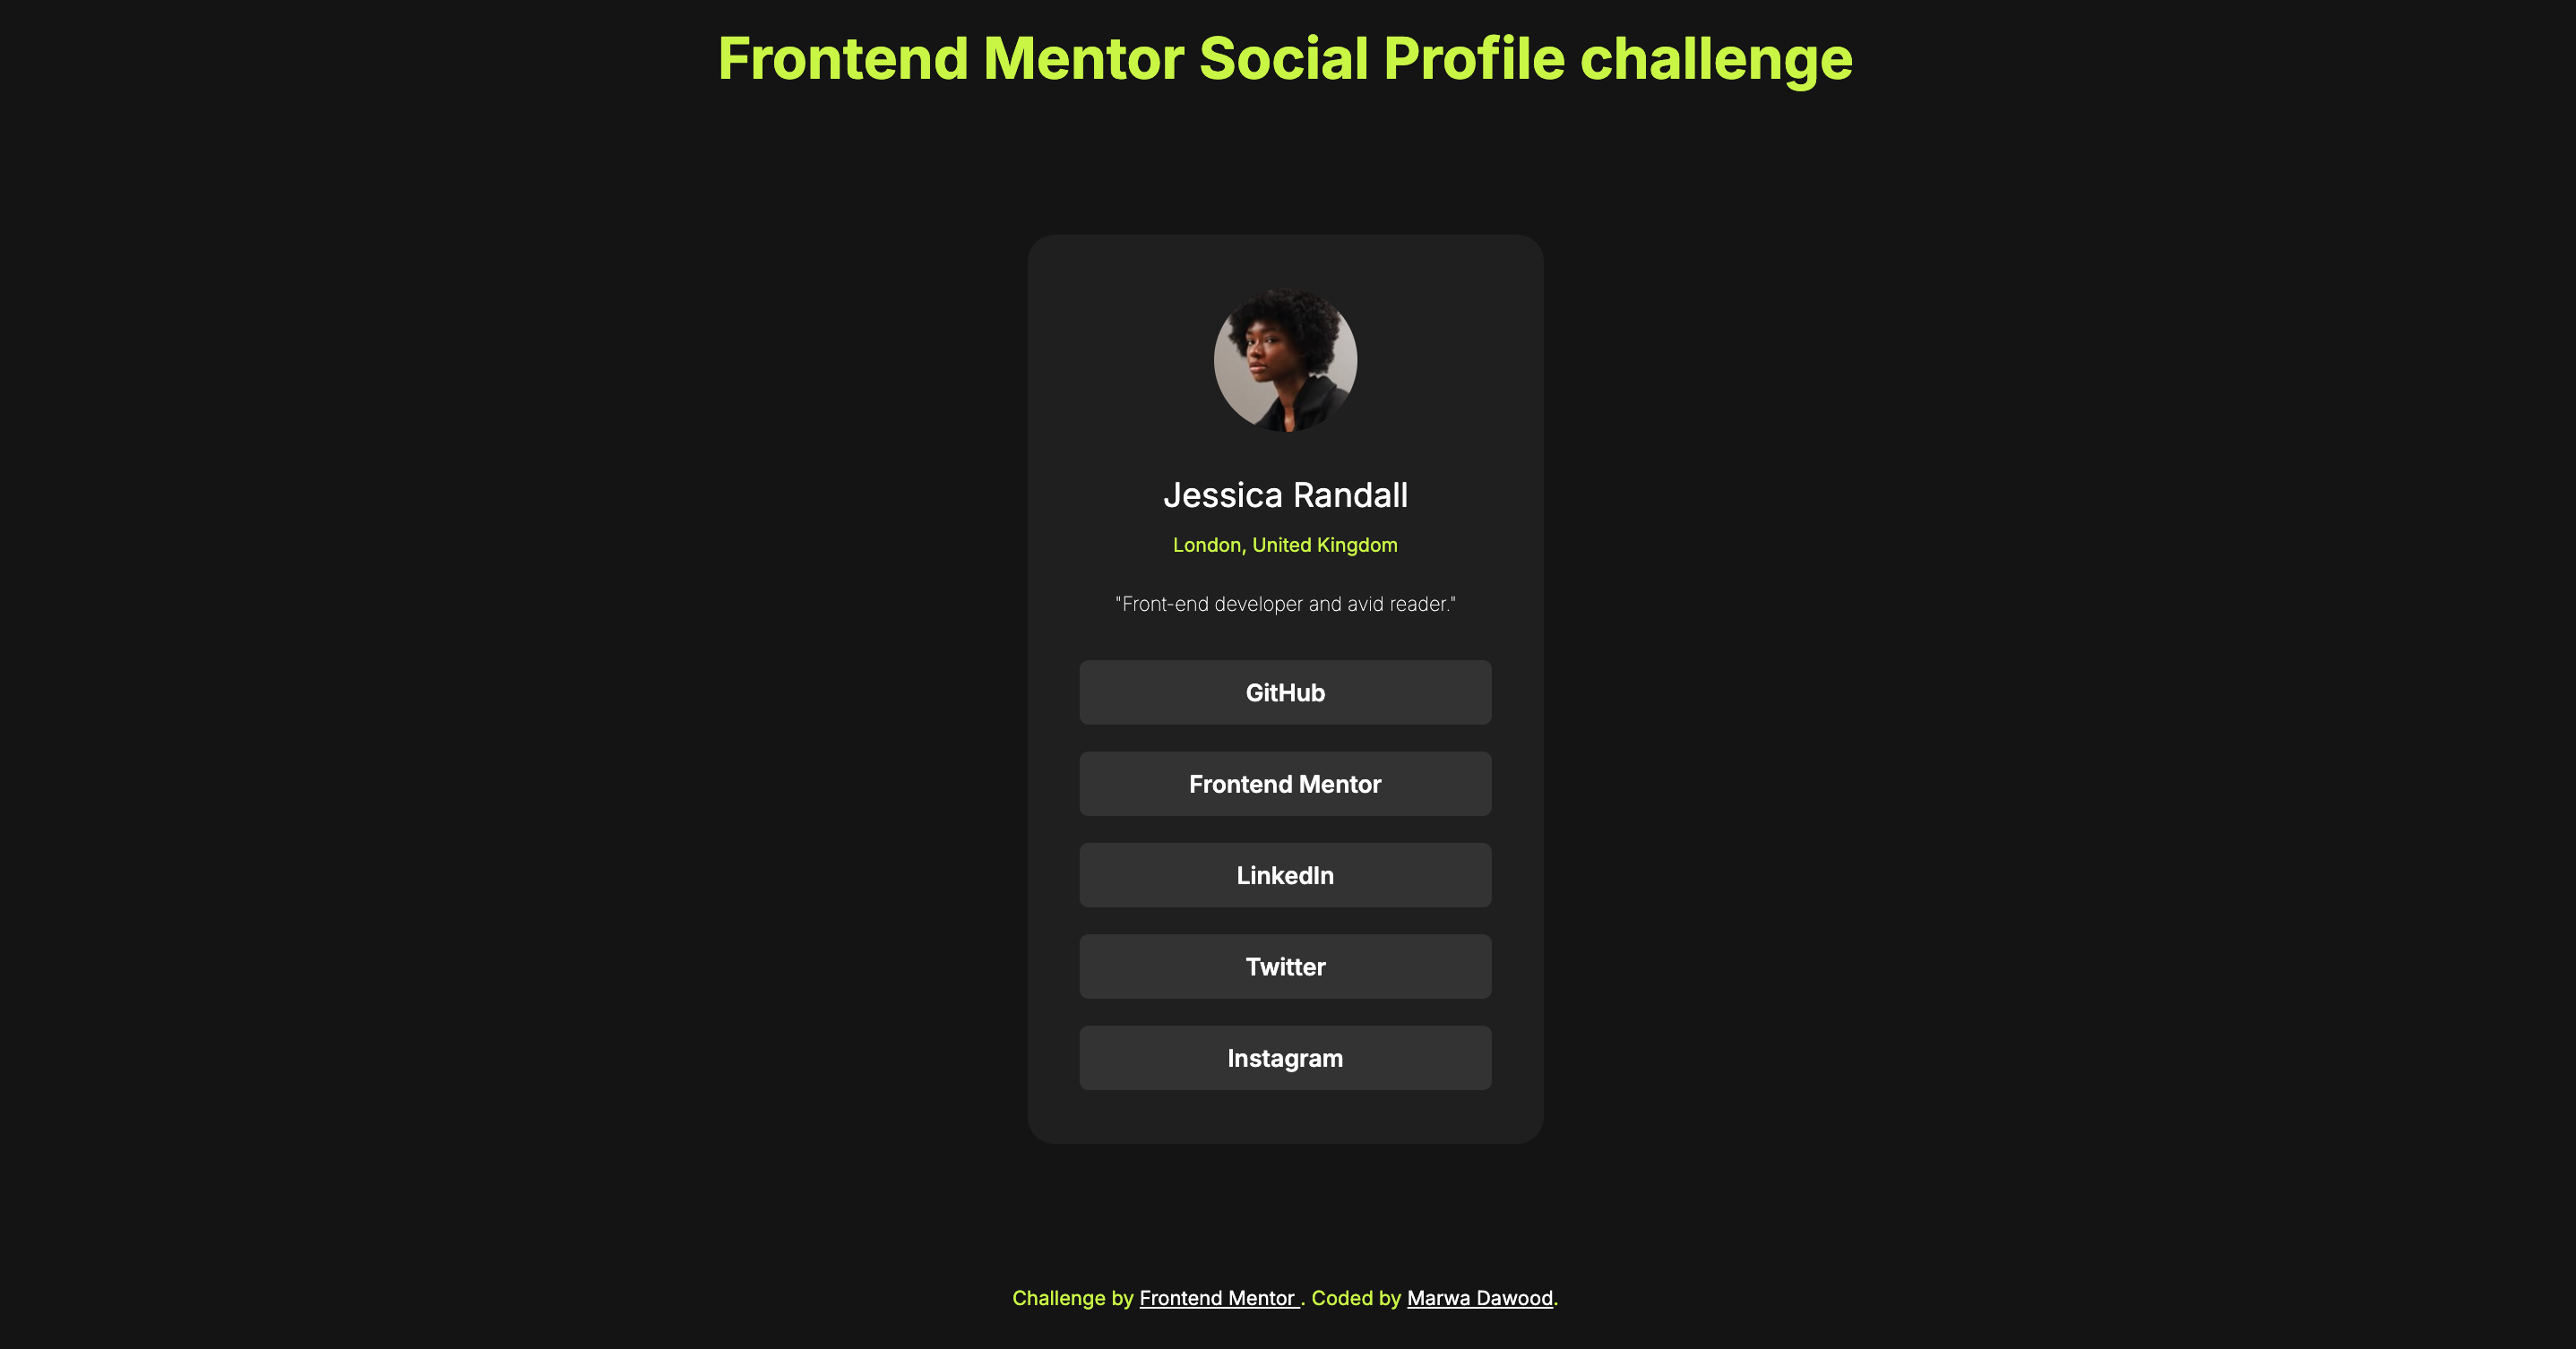 Frontend Mentor Social Profile challenge
Jessica Randall
London, United Kingdom
"Front-end developer and avid reader."
GitHub
Frontend Mentor
LinkedIn
Twitter
Instagram
Challenge by Frontend Mentor . Coded by Marwa Dawood.